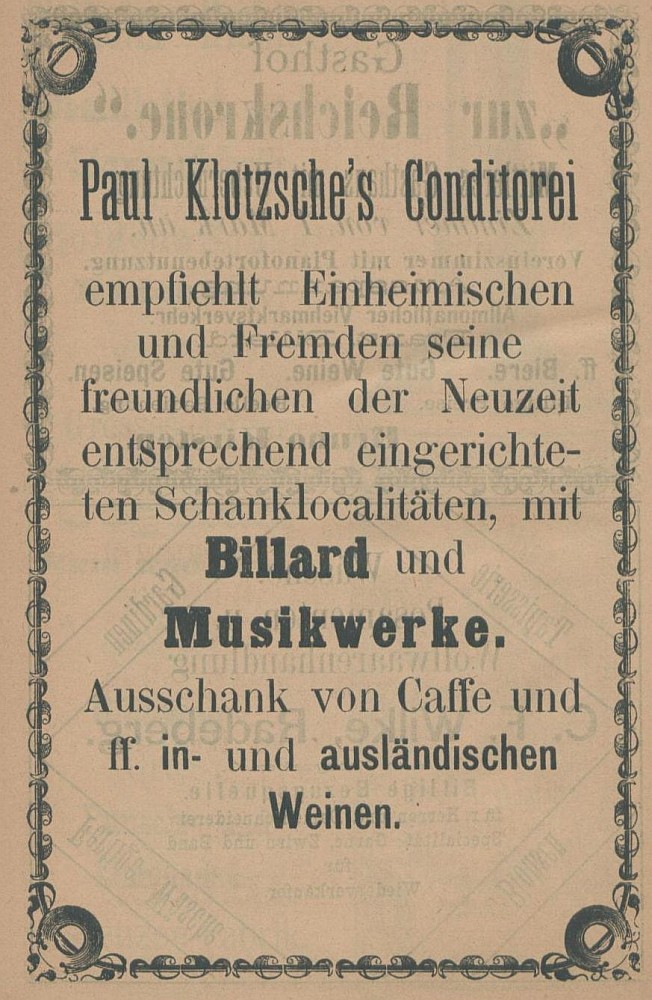 Paul Klotzsche's Conditorei
empfiehlt Einheimischen
und Fremden seine
freundlichen der Neuzeit
entsprechend eingerichte-
ten Schanklocalitäten, mit
Billard und
Musikwerke.
Ausschank von Caffe und
ff. in- und ausländischen
Weinen.